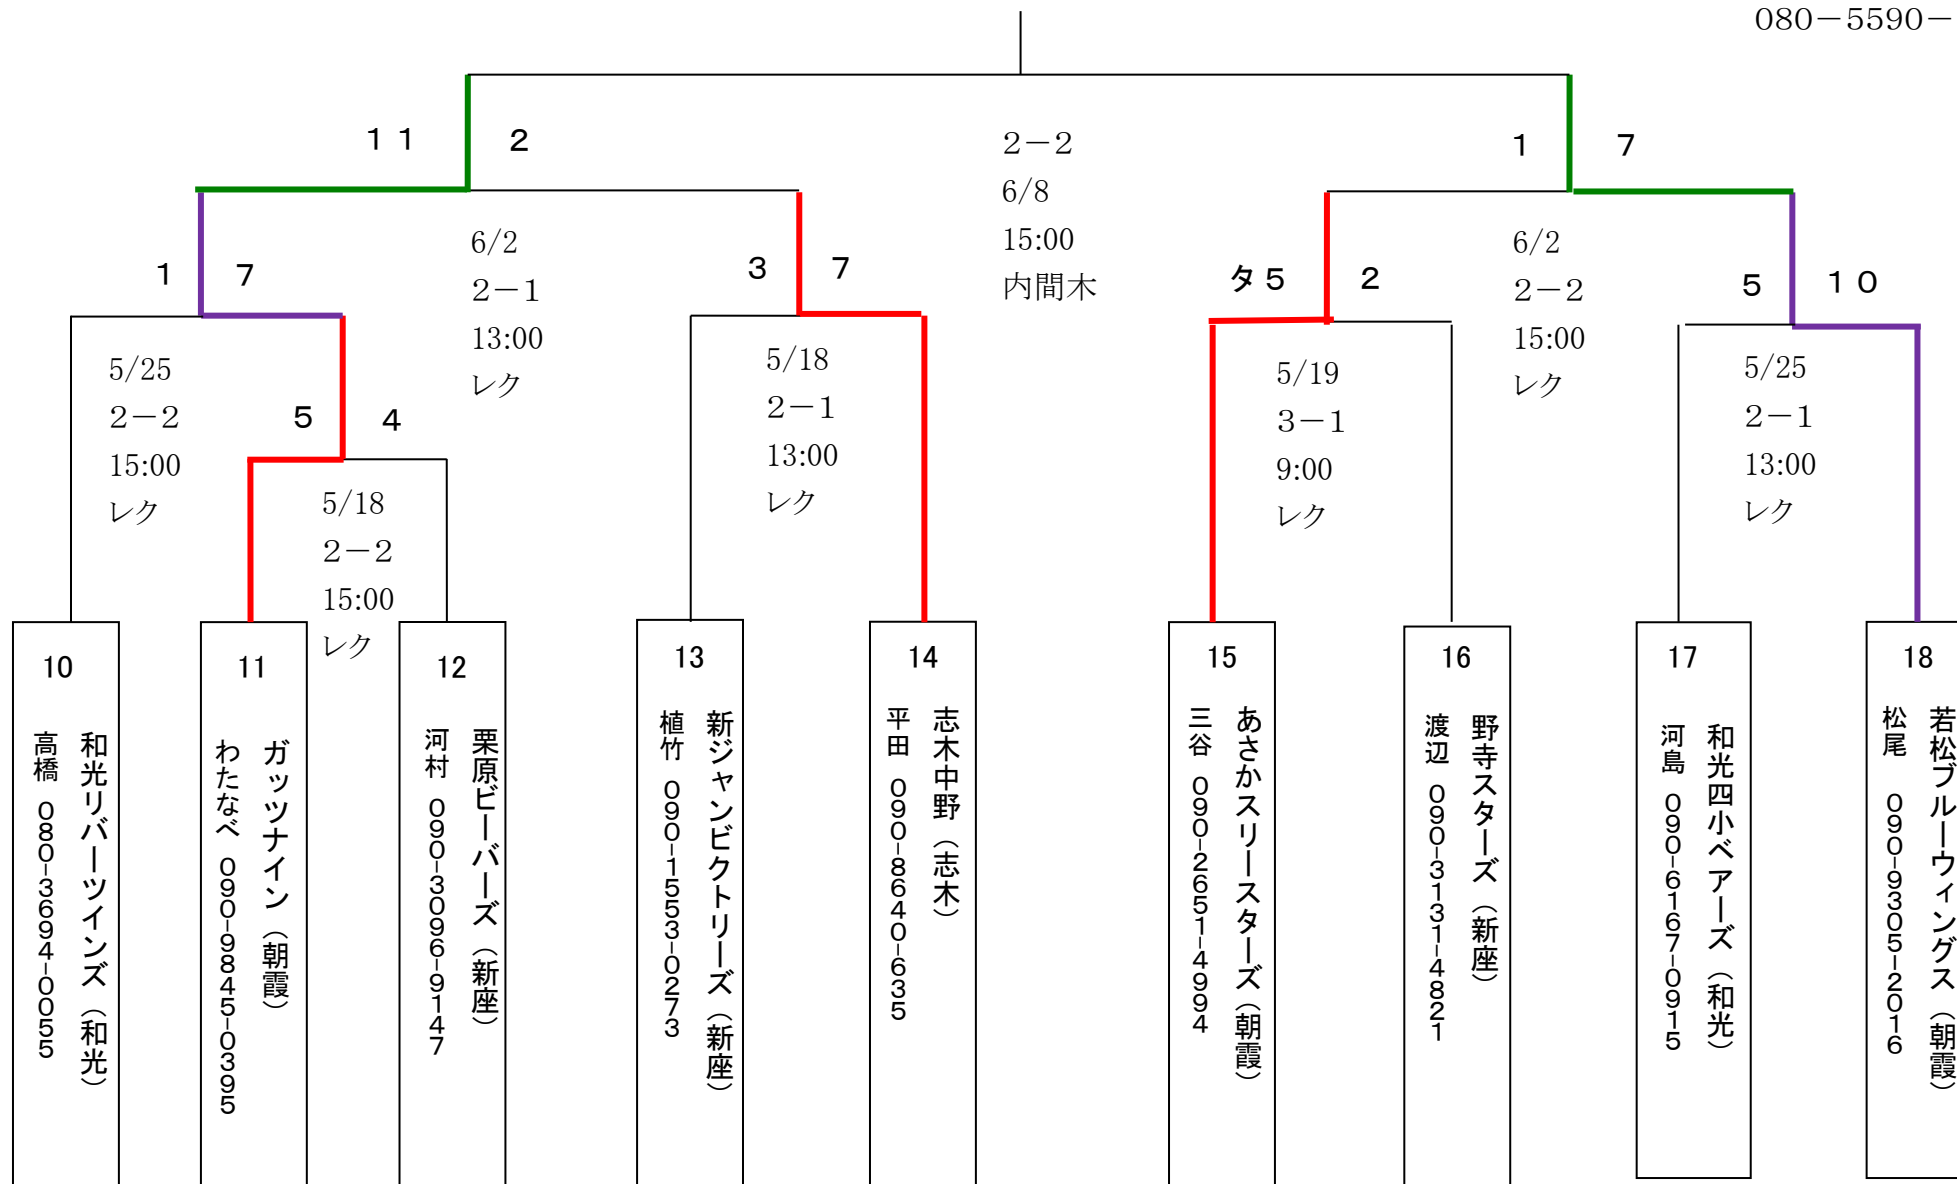 080－5590－
１１ ２
１ ７
２－２
6/8
15:00
内間木
１ ７
6/2
２－１
13:00
レク
３ ７
タ５ ２
6/2
２－２
15:00
レク
５ １０
5/25
２－２
15:00
レク
５ ４
5/18
２－１
13:00
レク
5/19
３－１
9:00
レク
5/25
２－１
13:00
レク
5/18
２－２
15:00
レク
10
和光リバーツインズ（和光）
高橋 080-3694-0055
11
ガッツナイン（朝霞）
わたなべ 090-9845-0395
12
栗原ビーバーズ（新座）
河村 090-3096-9147
13
新ジャンビクトリーズ（新座）
植竹 090-1553-0273
14
志木中野（志木）
平田 090-8640-635
15
あさかスリースターズ（朝霞）
三谷 090-2651-4994
16
野寺スターズ（新座）
渡辺 090-3131-4821
17
和光四小ベアーズ（和光）
河島 090-6167-0915
18
若松ブルーウィングス（朝霞）
松尾 090-9305-2016